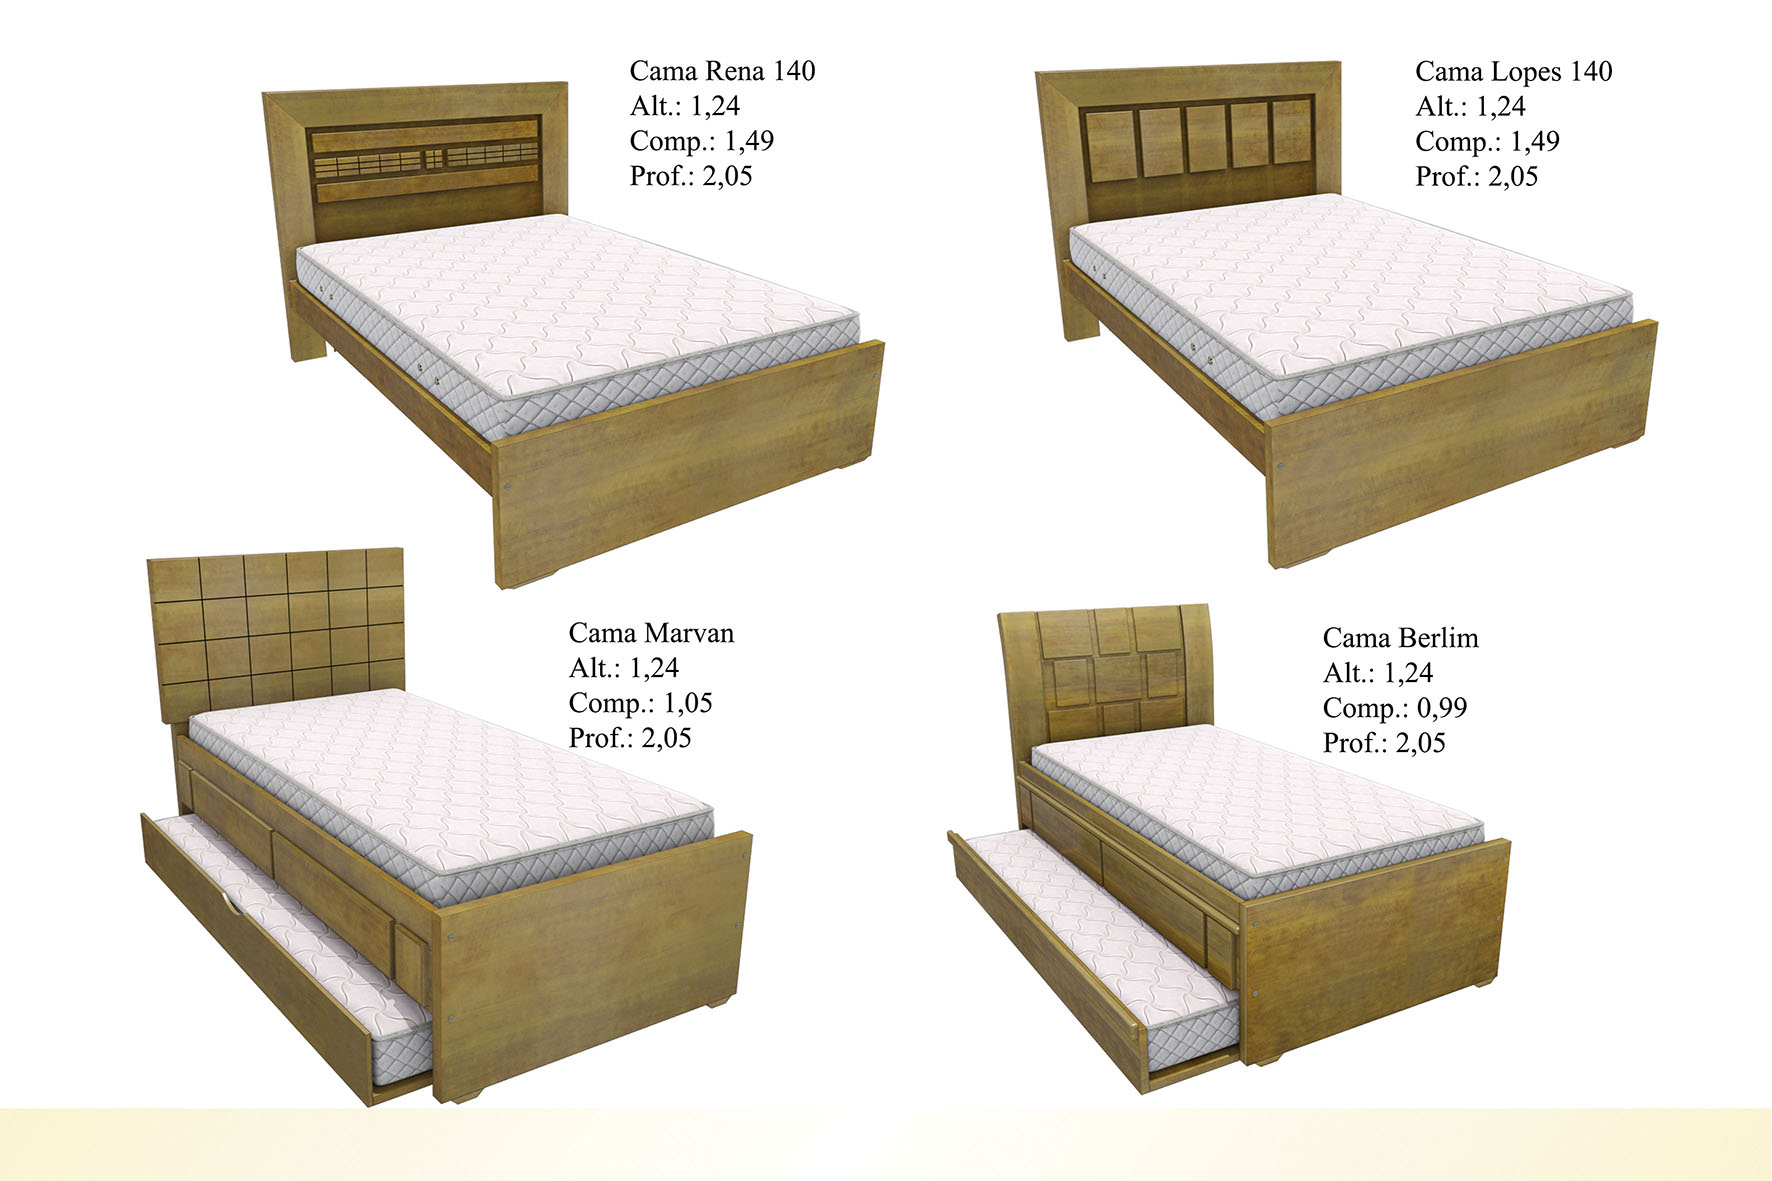 Cama Rena 140
Alt.: 1,24
Comp.: 1,49
Prof.: 2,05
Cama Lopes 140
Alt.: 1,24
Comp.: 1,49
Prof.: 2,05
Cama Marvan
Alt.: 1,24
Comp.: 1,05
Prof.: 2,05
Cama Berlim
Alt.: 1,24
Comp.: 0,99
Prof.: 2,05